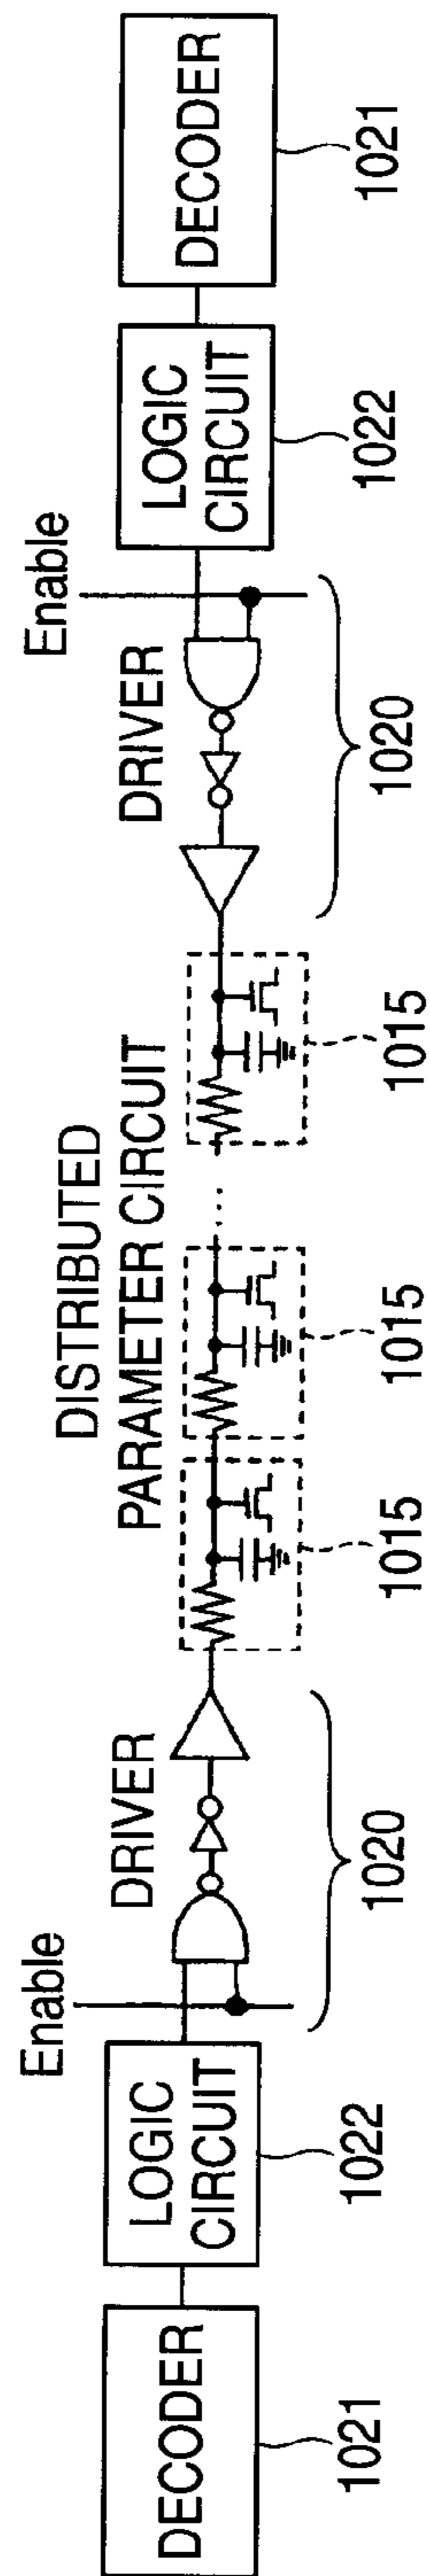 DECODER
1021
LOGIC
CIRCUIT
1022
Enable
DRIVER
1020
DISTRIBUTED
PARAMETER CIRCUIT
1015
1015
...
1015
DRIVER
1020
Enable
LOGIC
CIRCUIT
1022
DECODER
1021